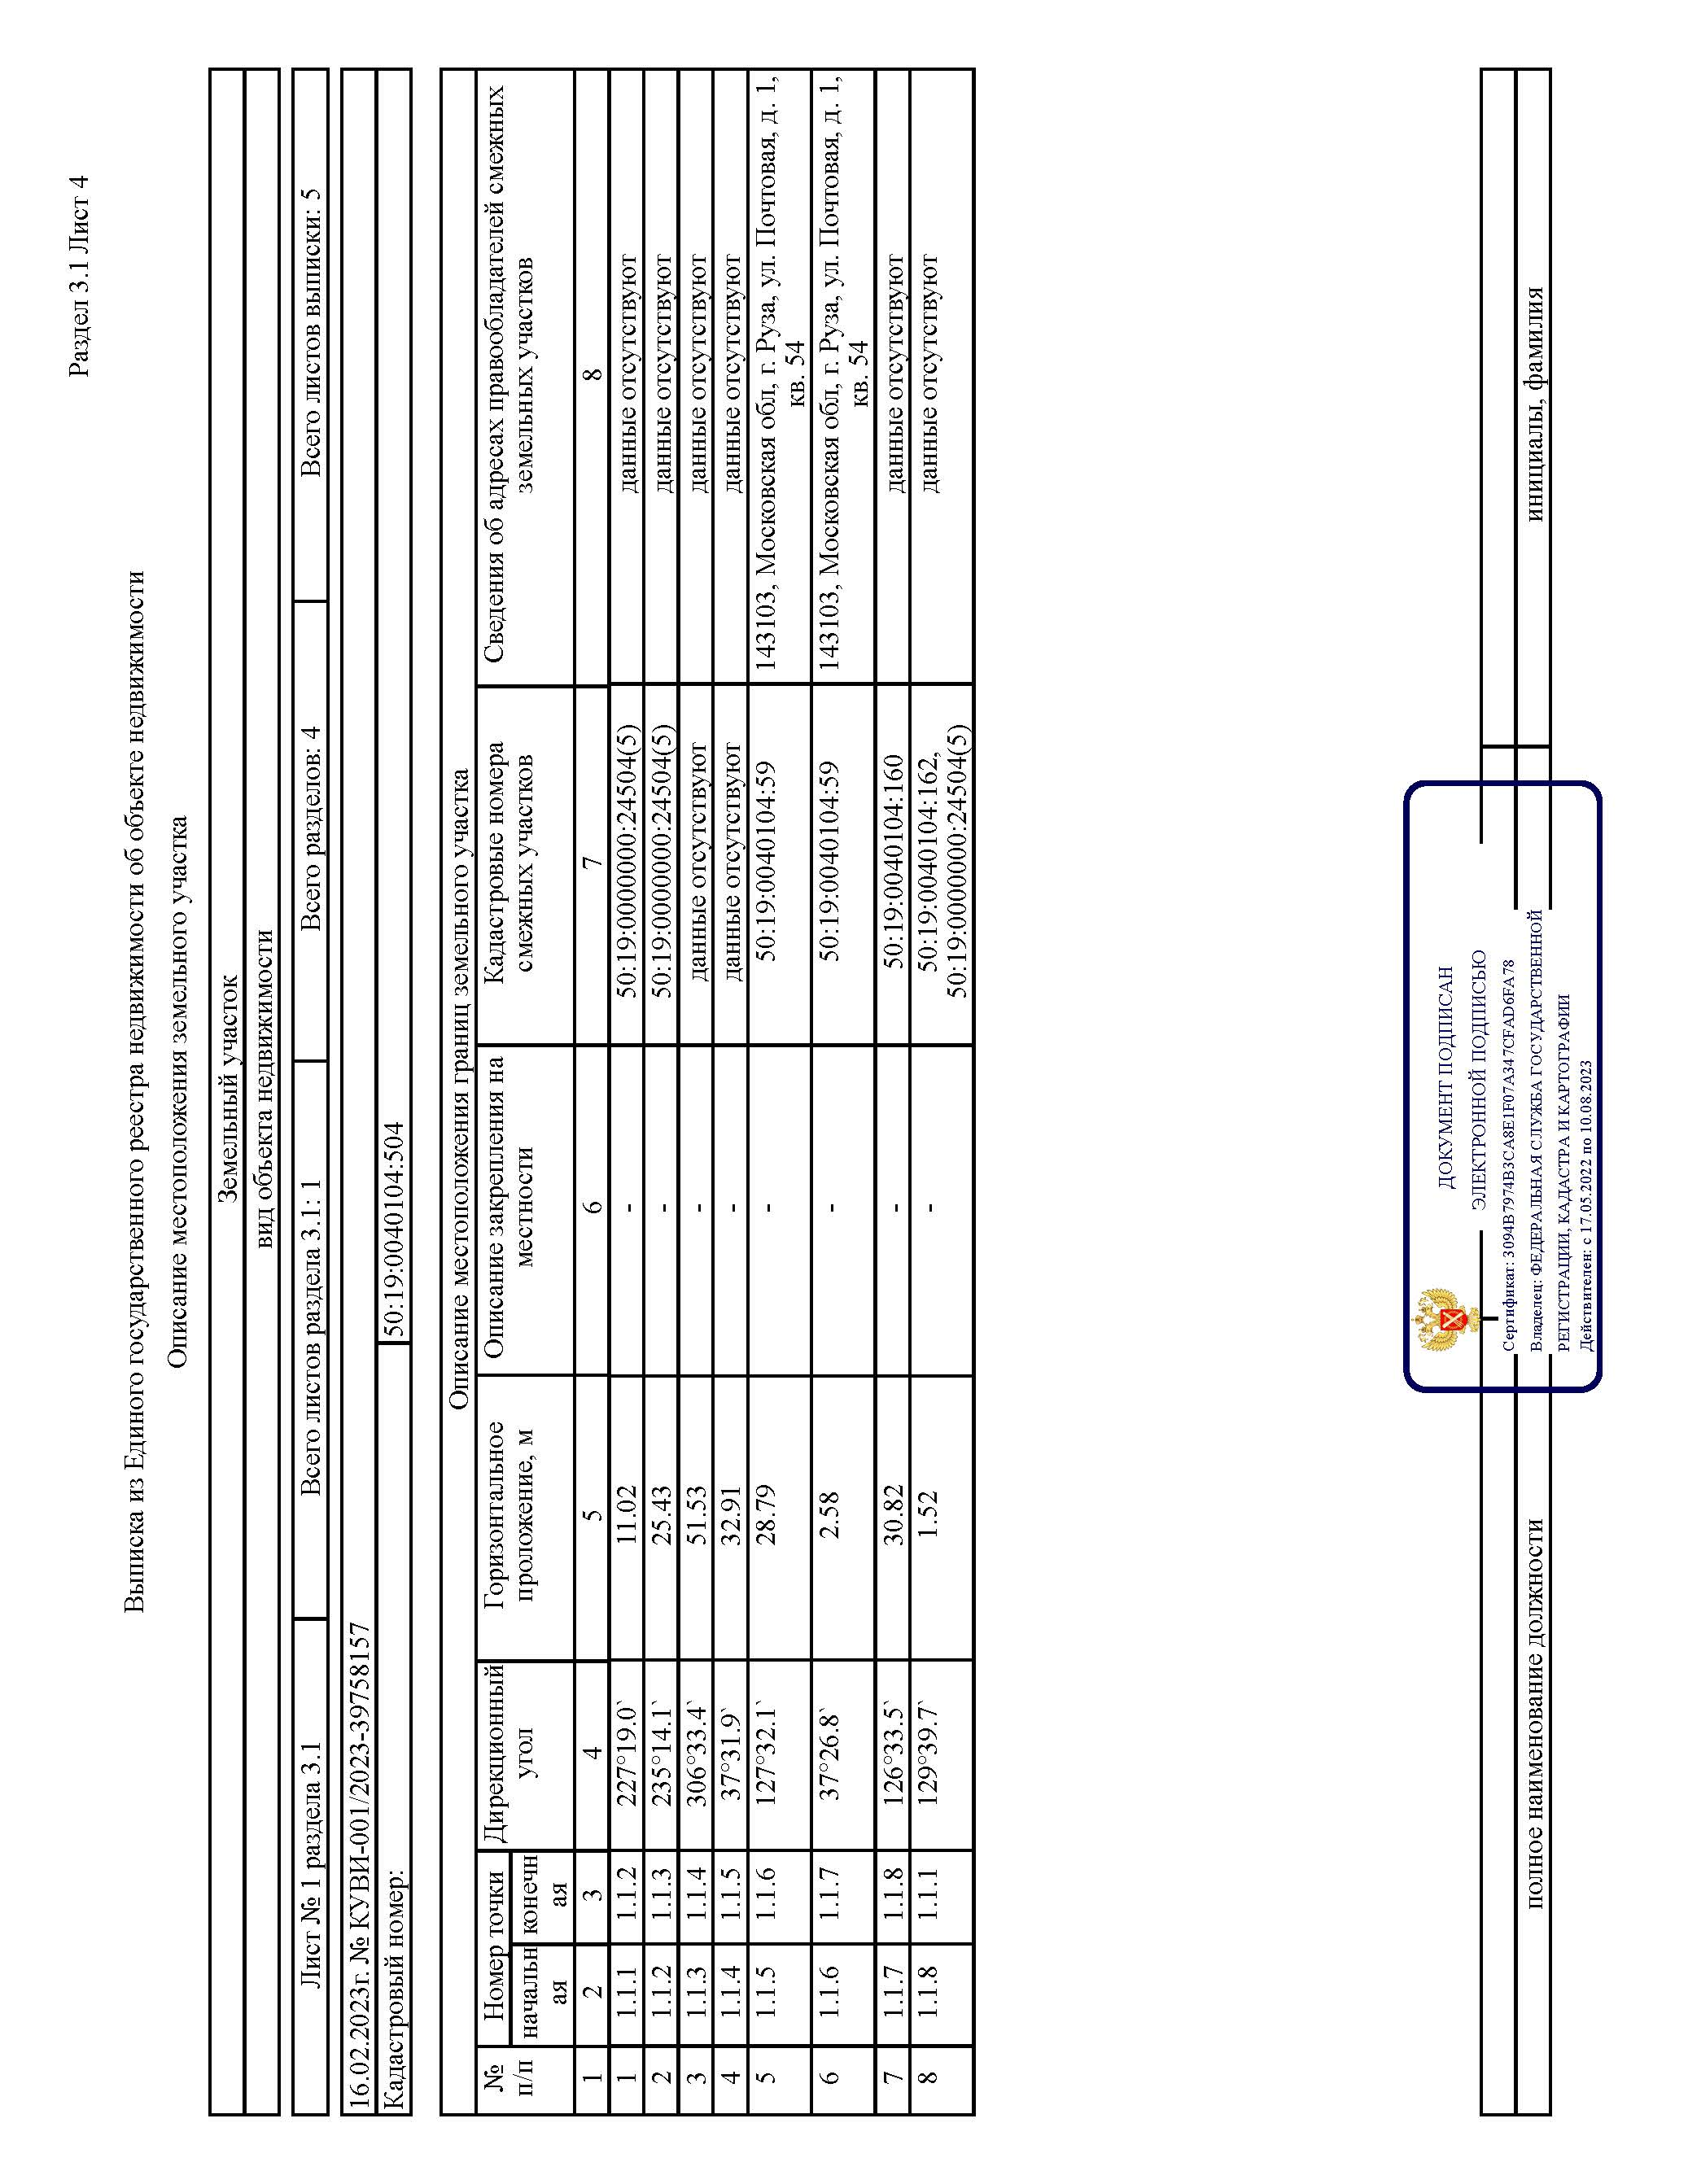 Раздел 3.1 Лист 4
Выписка из Единого государственного реестра недвижимости об объекте недвижимости
Описание местоположения земельного участка
Земельный участок
вид объекта недвижимости
Лист № 1 раздела 3.1 Всего листов раздела 3.1: 1 Всего разделов: 4 Всего листов выписки: 5
16.02.2023г. № КУВИ-001/2023-39758157
Кадастровый номер: 50:19:0040104:504
Описание местоположения границ земельного участка
№ Номер точки Дирекционный Горизонтальное Описание закрепления на Кадастровые номера Сведения об адресах правообладателей смежных
п/п начальн конечн угол проложение, м местности смежных участков земельных участков
ая ая
1 2 3 4 5 6 7 8
1 1.1.1 1.1.2 227°19.0` 11.02 - 50:19:0000000:24504(5) данные отсутствуют
2 1.1.2 1.1.3 235°14.1` 25.43 - 50:19:0000000:24504(5) данные отсутствуют
3 1.1.3 1.1.4 306°33.4` 51.53 - данные отсутствуют данные отсутствуют
4 1.1.4 1.1.5 37°31.9` 32.91 - данные отсутствуют данные отсутствуют
5 1.1.5 1.1.6 127°32.1` 28.79 - 50:19:0040104:59 143103, Московская обл, г. Руза, ул. Почтовая, д. 1,
кв. 54
6 1.1.6 1.1.7 37°26.8` 2.58 - 50:19:0040104:59 143103, Московская обл, г. Руза, ул. Почтовая, д. 1,
кв. 54
7 1.1.7 1.1.8 126°33.5` 30.82 - 50:19:0040104:160 данные отсутствуют
8 1.1.8 1.1.1 129°39.7` 1.52 - 50:19:0040104:162, данные отсутствуют
50:19:0000000:24504(5)
ДОКУМЕНТ ПОДПИСАН
ЭЛЕКТРОННОЙ ПОДПИСЬЮ
Сертификат: 3094B7974B3CA8E1F07A347CFAD6FA78
Владелец: ФЕДЕРАЛЬНАЯ СЛУЖБА ГОСУДАРСТВЕННОЙ
РЕГИСТРАЦИИ, КАДАСТРА И КАРТОГРАФИИ
Действителен: с 17.05.2022 по 10.08.2023
полное наименование должности инициалы, фамилия